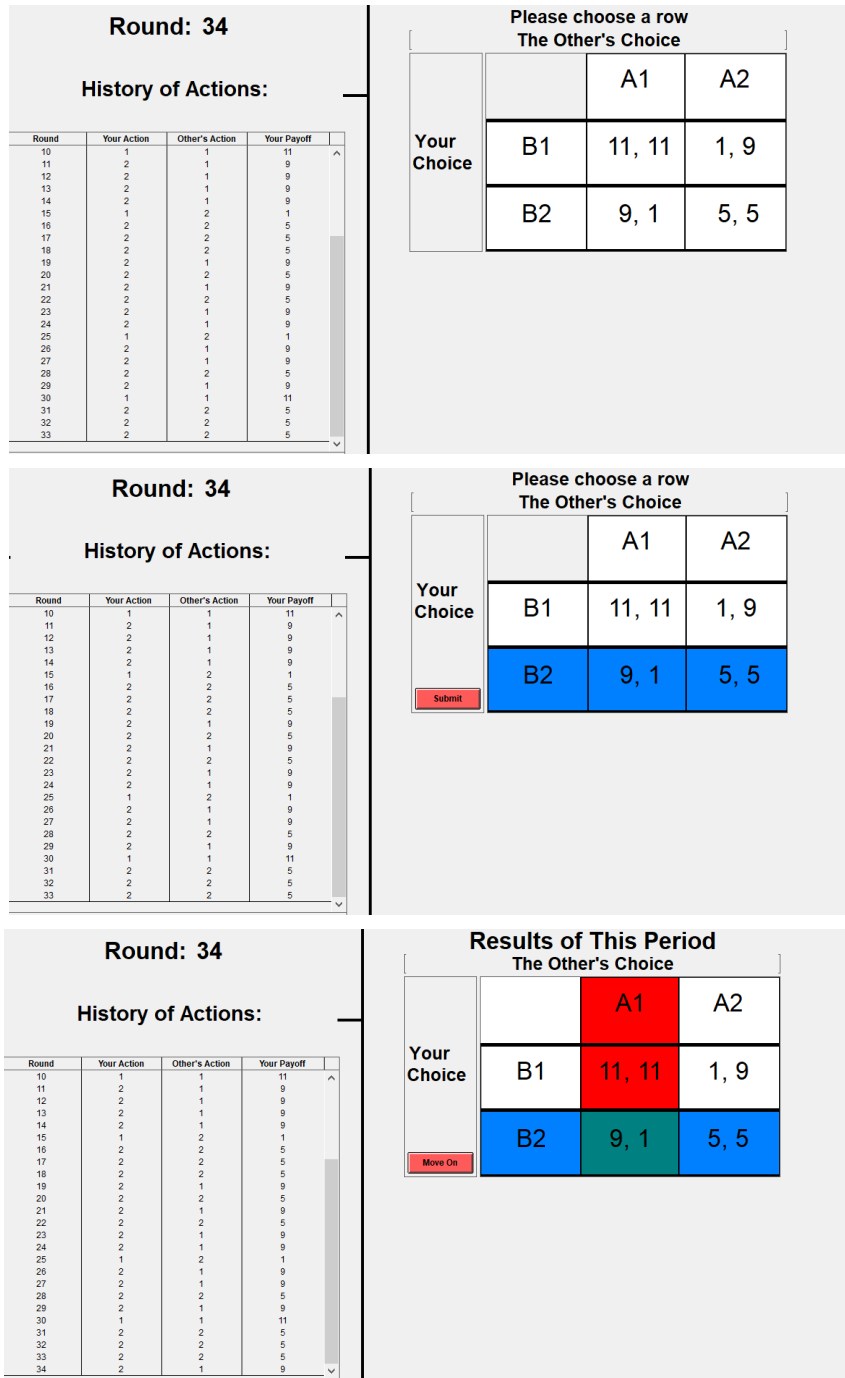 Round: 34
History of Actions:
Round Your Action Other's Action Your Payoff
10 1 1 11
11 2 1 9
12 2 1 9
13 2 1 9
14 2 1 9
15 1 2 1
16 2 2 5
17 2 2 5
18 2 2 5
19 2 1 9
20 2 2 5
21 2 1 9
22 2 2 5
23 2 1 9
24 2 1 9
25 1 2 1
26 2 1 9
27 2 1 9
28 2 2 5
29 2 1 9
30 1 1 11
31 2 2 5
32 2 2 5
33 2 2 5
Please choose a row
The Other's Choice
A1 A2
Your
Choice
B1 11, 11 1, 9
B2 9, 1 5, 5
Round: 34
History of Actions:
Round Your Action Other's Action Your Payoff
10 1 1 11
11 2 1 9
12 2 1 9
13 2 1 9
14 2 1 9
15 1 2 1
16 2 2 5
17 2 2 5
18 2 2 5
19 2 1 9
20 2 2 5
21 2 1 9
22 2 2 5
23 2 1 9
24 2 1 9
25 1 2 1
26 2 1 9
27 2 1 9
28 2 2 5
29 2 1 9
30 1 1 11
31 2 2 5
32 2 2 5
33 2 2 5
Please choose a row
The Other's Choice
A1 A2
Your
Choice
B1 11, 11 1, 9
B2 9, 1 5, 5
Submit
Round: 34
History of Actions:
Round Your Action Other's Action Your Payoff
10 1 1 11
11 2 1 9
12 2 1 9
13 2 1 9
14 2 1 9
15 1 2 1
16 2 2 5
17 2 2 5
18 2 2 5
19 2 1 9
20 2 2 5
21 2 1 9
22 2 2 5
23 2 1 9
24 2 1 9
25 1 2 1
26 2 1 9
27 2 1 9
28 2 2 5
29 2 1 9
30 1 1 11
31 2 2 5
32 2 2 5
33 2 2 5
34 2 1 9
Results of This Period
The Other's Choice
A1 A2
Your
Choice
B1 11, 11 1, 9
B2 9, 1 5, 5
Move On